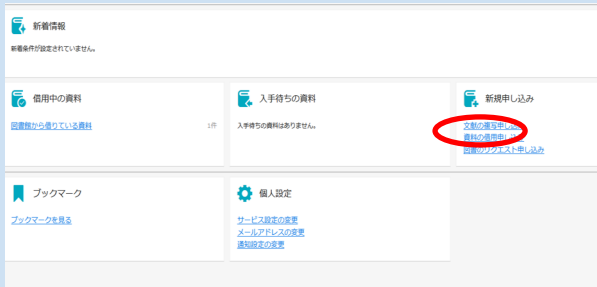 新着情報
新着条件が設定されていません。
借用中の資料
図書館から借りている資料
1件
入手待ちの資料
入手待ちの資料はありません。
新規申し込み
文献の複写申し込み
資料の借用申し込み
図書のリクエスト申し込み
ブックマーク
ブックマークを見る
個人設定
サービス設定の変更
メールアドレスの変更
通知設定の変更